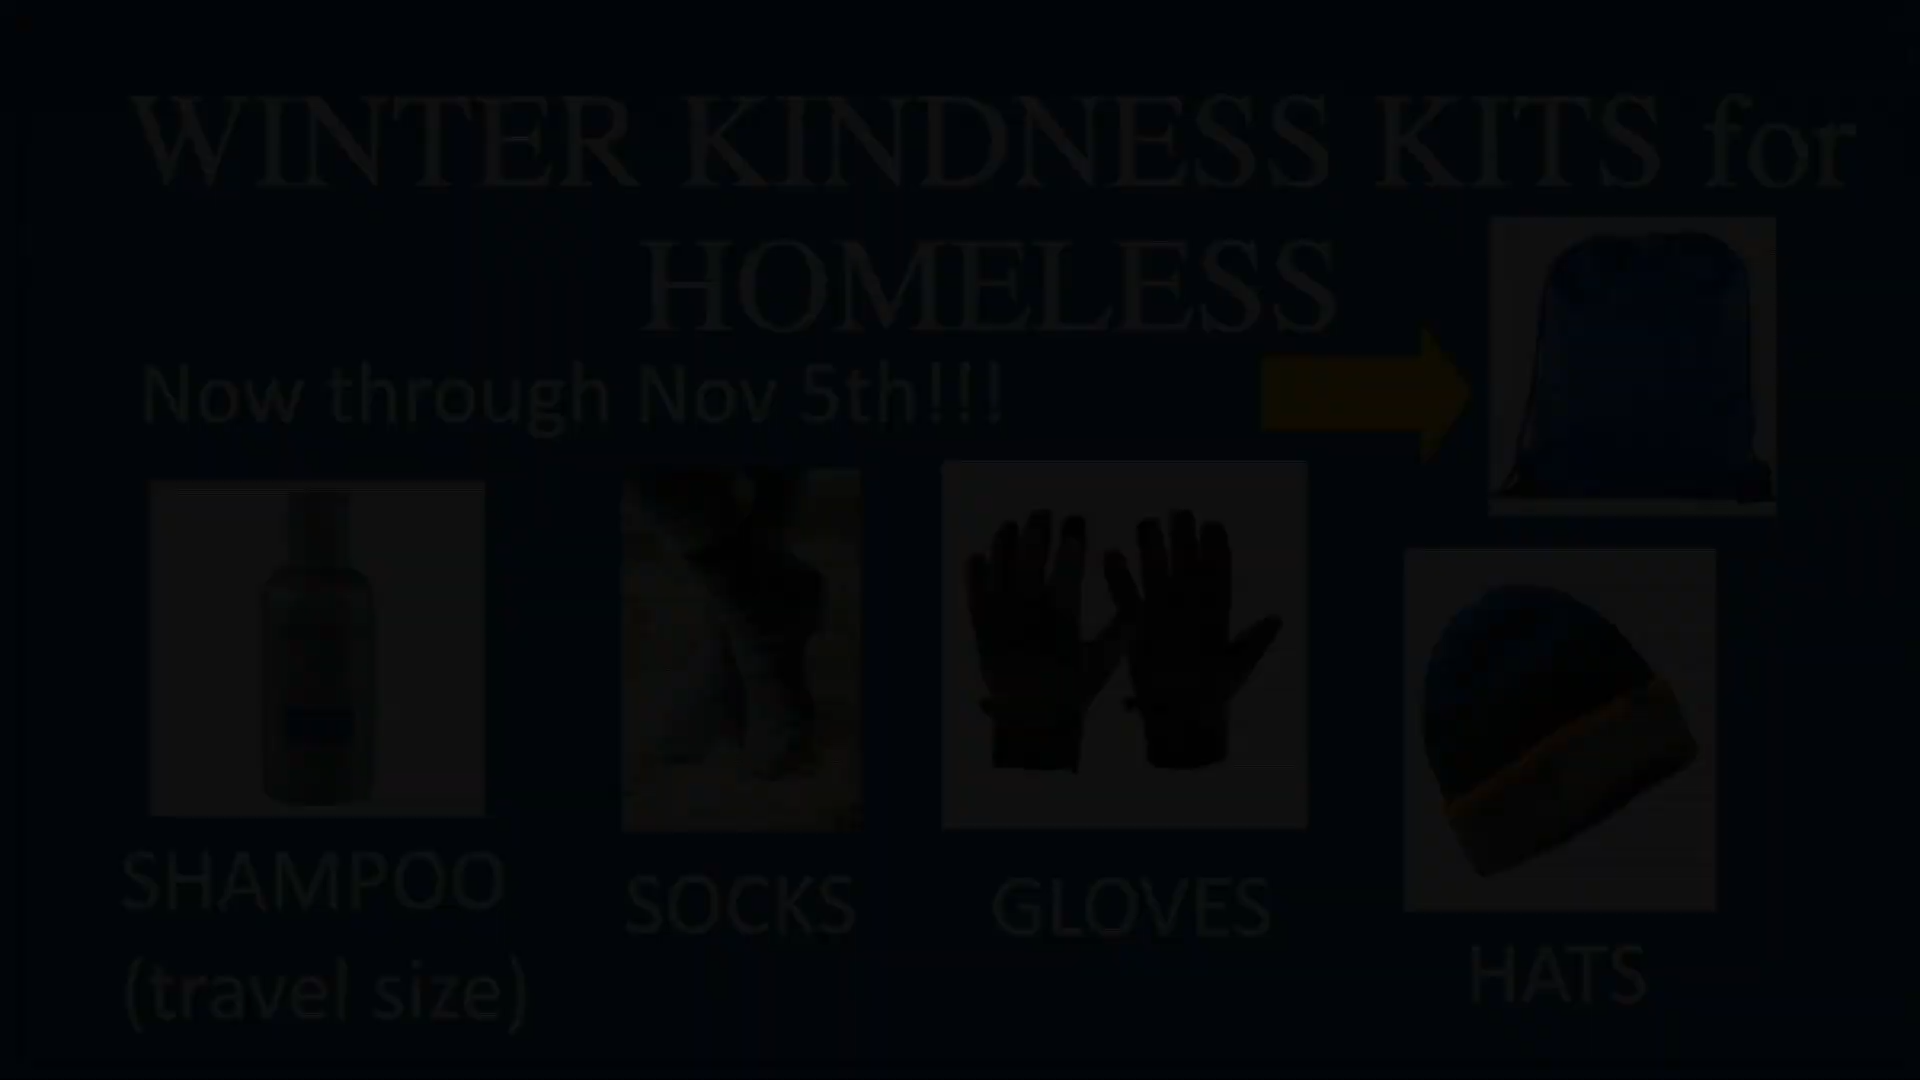 WINTER KINDNESS KITS for
HOMELESS
Now through Nov 5th!!!
SHAMPOO
(travel size)
SOCKS
GLOVES
HATS